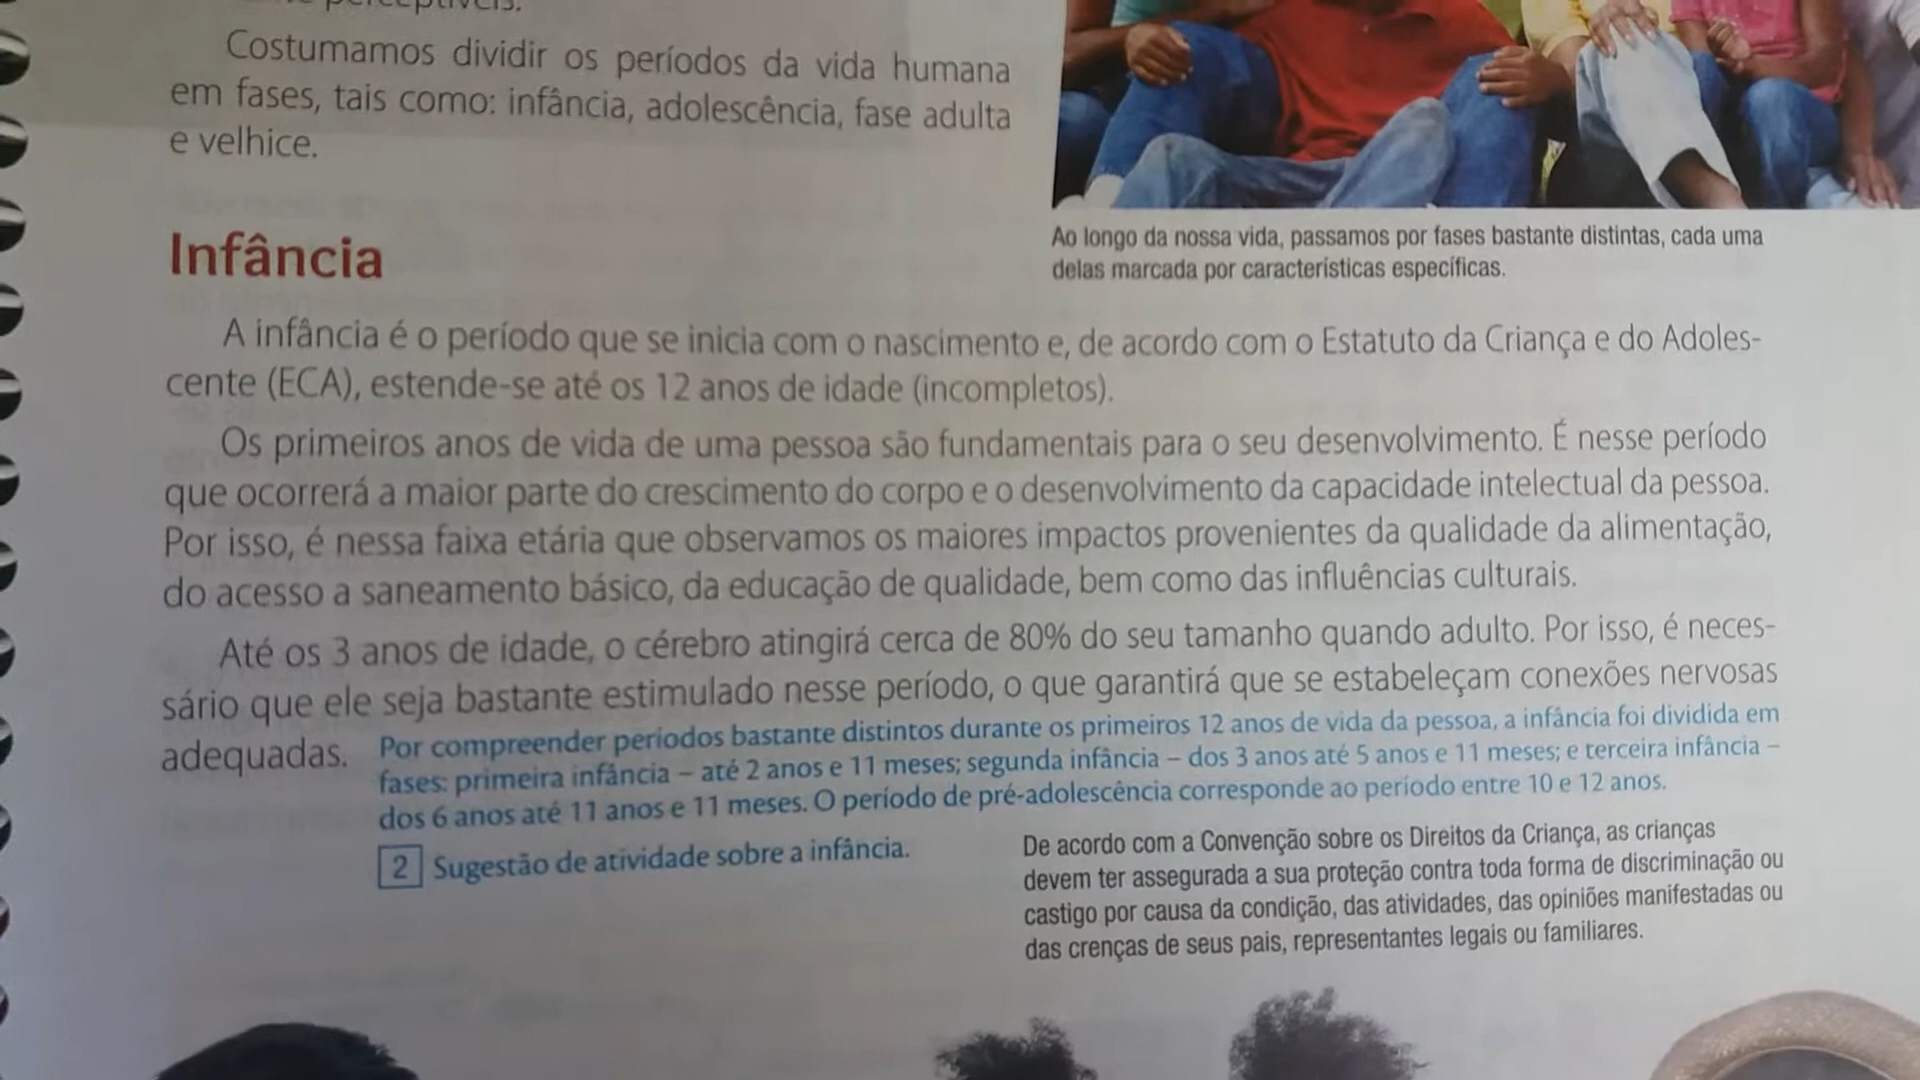 perceptíveis.
Costumamos dividir os períodos da vida humana
em fases, tais como: infância, adolescência, fase adulta
e velhice.
Ao longo da nossa vida, passamos por fases bastante distintas, cada uma
delas marcada por características específicas.
Infância
A infância é o período que se inicia com o nascimento e, de acordo com o Estatuto da Criança e do Adoles-
cente (ECA), estende-se até os 12 anos de idade (incompletos).
Os primeiros anos de vida de uma pessoa são fundamentais para o seu desenvolvimento. É nesse período
que ocorrerá a maior parte do crescimento do corpo e o desenvolvimento da capacidade intelectual da pessoa.
Por isso, é nessa faixa etária que observamos os maiores impactos provenientes da qualidade da alimentação,
do acesso a saneamento básico, da educação de qualidade, bem como das influências culturais.
Até os 3 anos de idade, o cérebro atingirá cerca de 80% do seu tamanho quando adulto. Por isso, é neces-
sário que ele seja bastante estimulado nesse período, o que garantirá que se estabeleçam conexões nervosas
adequadas.
Por compreender períodos bastante distintos durante os primeiros 12 anos de vida da pessoa, a infância foi dividida em
fases: primeira infância – até 2 anos e 11 meses; segunda infância – dos 3 anos até 5 anos e 11 meses; e terceira infância –
dos 6 anos até 11 anos e 11 meses. O período de pré-adolescência corresponde ao período entre 10 e 12 anos.
2 Sugestão de atividade sobre a infância.
De acordo com a Convenção sobre os Direitos da Criança, as crianças
devem ter assegurada a sua proteção contra toda forma de discriminação ou
castigo por causa da condição, das atividades, das opiniões manifestadas ou
das crenças de seus pais, representantes legais ou familiares.